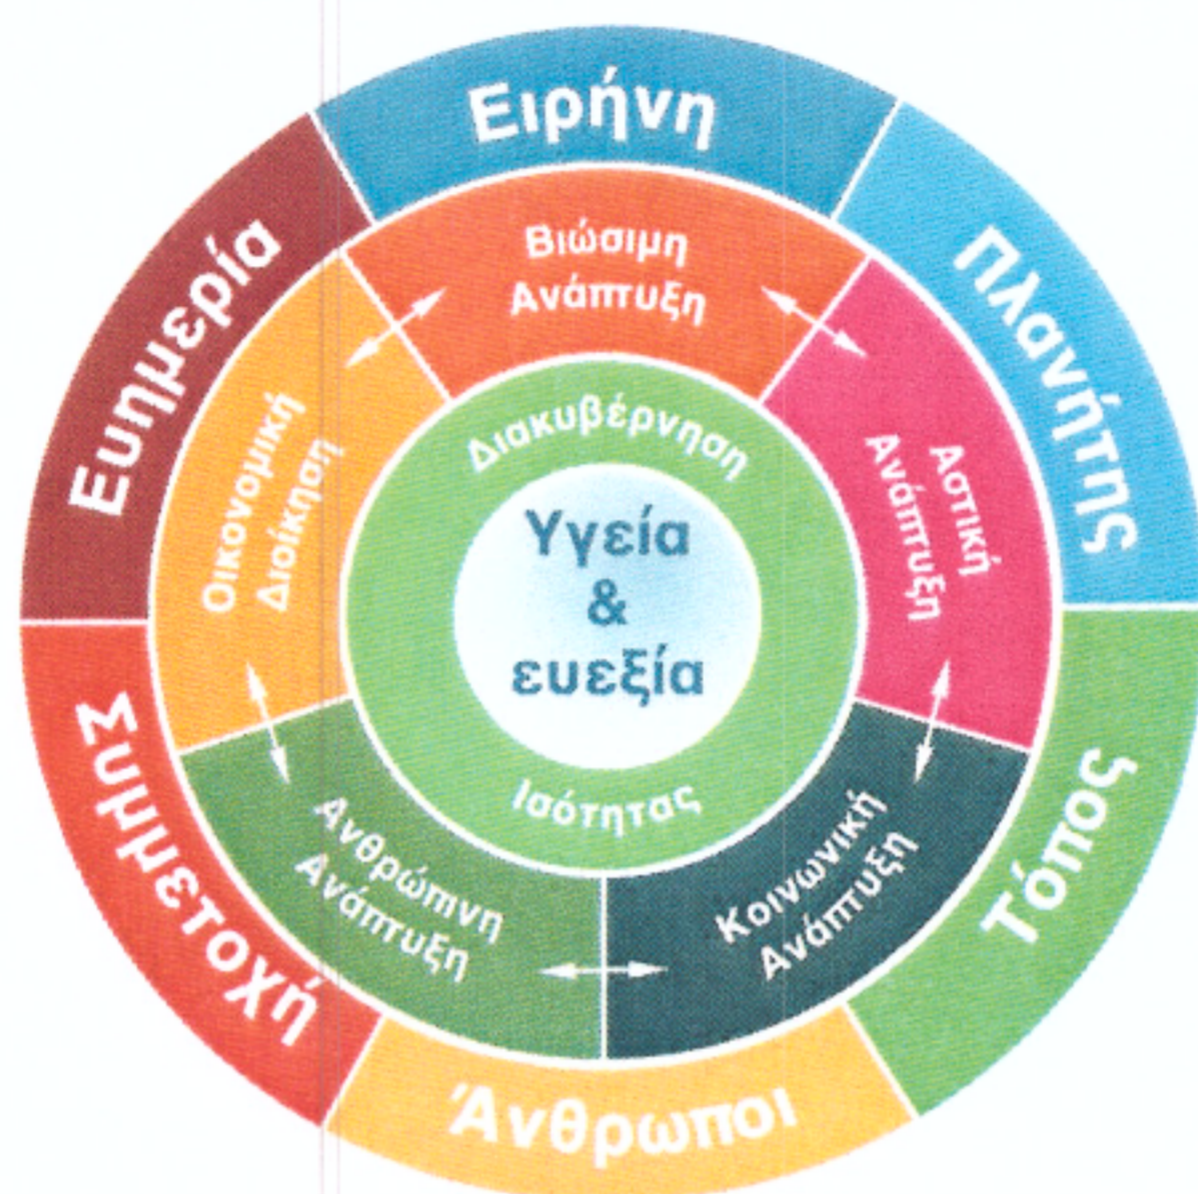 Ειρήνη
Πλανήτης
Τόπος
Άνθρωποι
Συμμετοχή
Ευημερία
Βιώσιμη
Ανάπτυξη
Αστική
Ανάπτυξη
Κοινωνική
Ανάπτυξη
Ανθρώπινη
Ανάπτυξη
Οικονομική
Διοίκηση
Διακυβέρνηση
Ισότητας
Υγεία
&
ευεξία